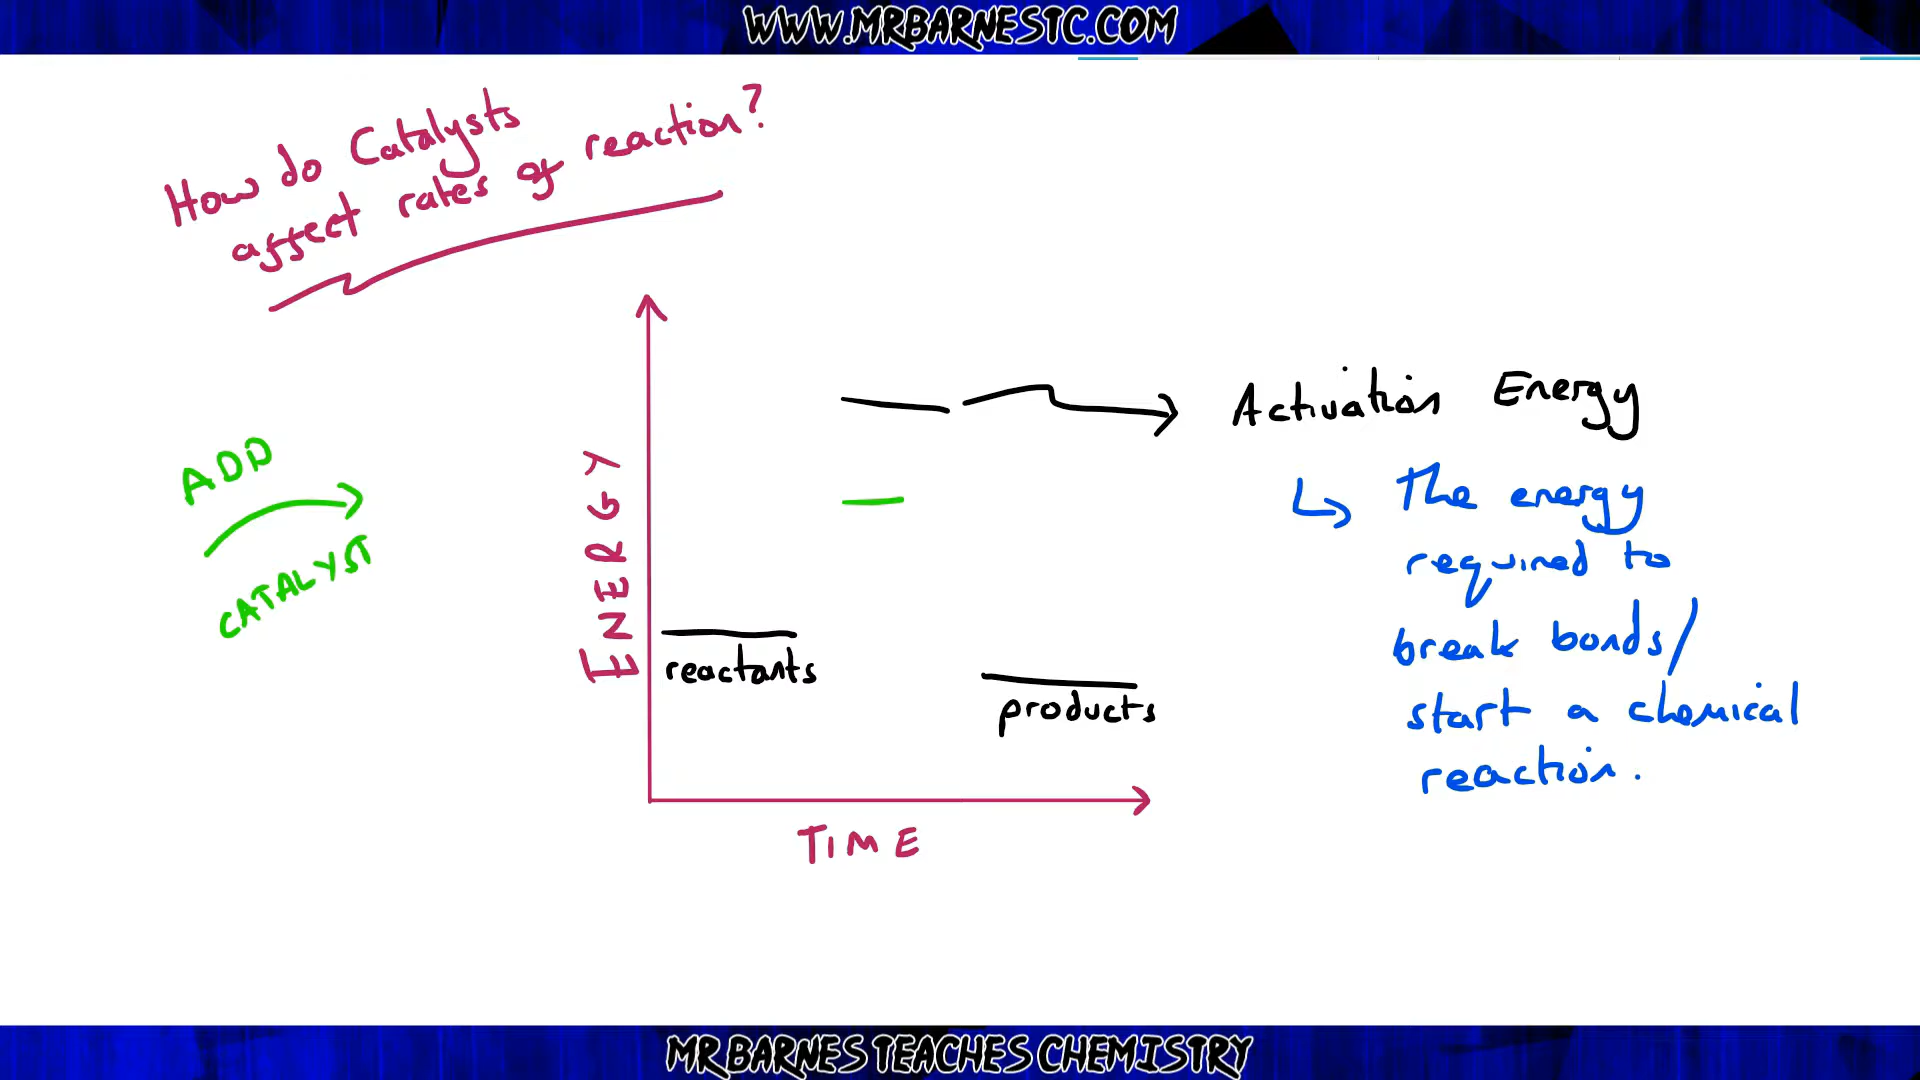 WWW.MRBARNESTC.COM
How do Catalysts
affect rates of reaction?
ADD
CATALYST
ENERGY
reactants
products
TIME
Activation Energy
The energy
required to
break bonds/
start a chemical
reaction.
MR BARNES TEACHES CHEMISTRY